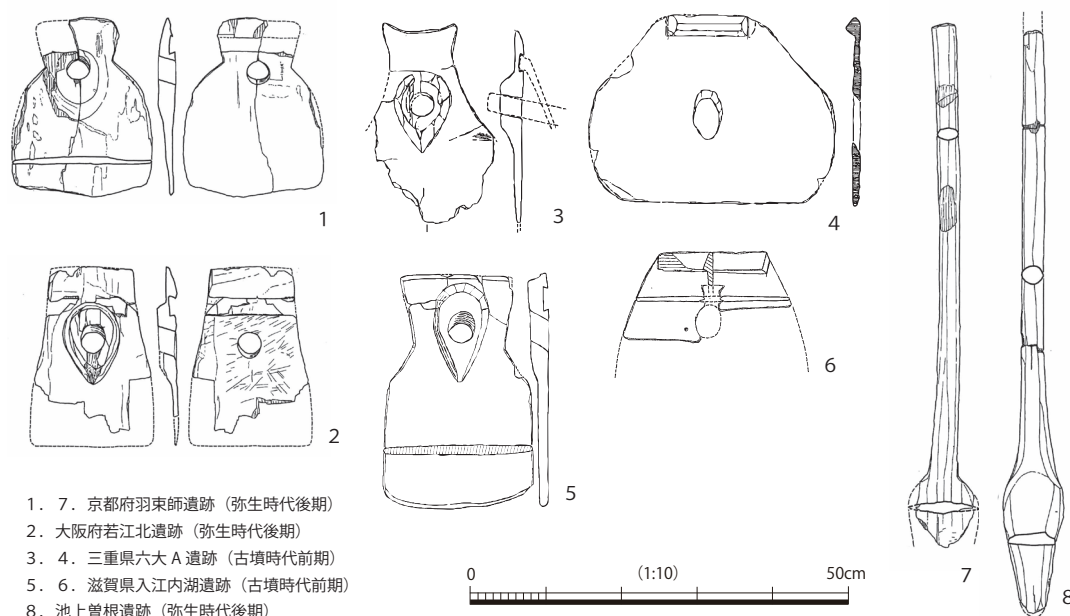 1
3
4
2
5
6
7
8
1．7．京都府羽束師遺跡（弥生時代後期）
2．大阪府若江北遺跡（弥生時代後期）
3．4．三重県六大 A 遺跡（古墳時代前期）
5．6．滋賀県入江内湖遺跡（古墳時代前期）
8．池上曽根遺跡（弥生時代後期）
0 （1:10） 50cm